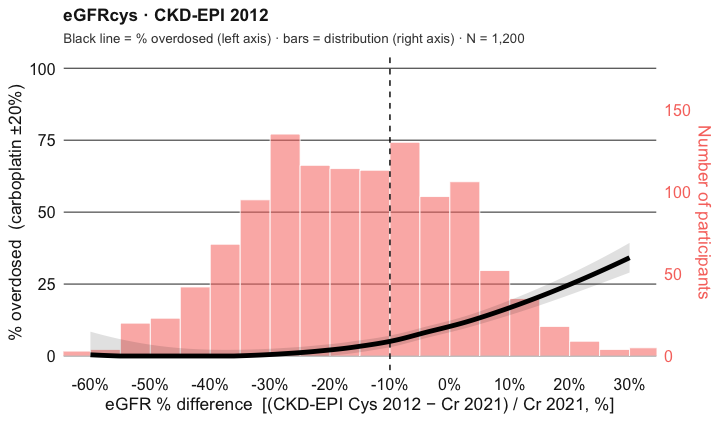 eGFRcys · CKD-EPI 2012
Black line = % overdosed (left axis) · bars = distribution (right axis) · N = 1,200
% overdosed (carboplatin ±20%)
100
75
50
25
0
150
100
50
0
Number of participants
-60% -50% -40% -30% -20% -10% 0% 10% 20% 30%
eGFR % difference [(CKD-EPI Cys 2012 − Cr 2021) / Cr 2021, %]